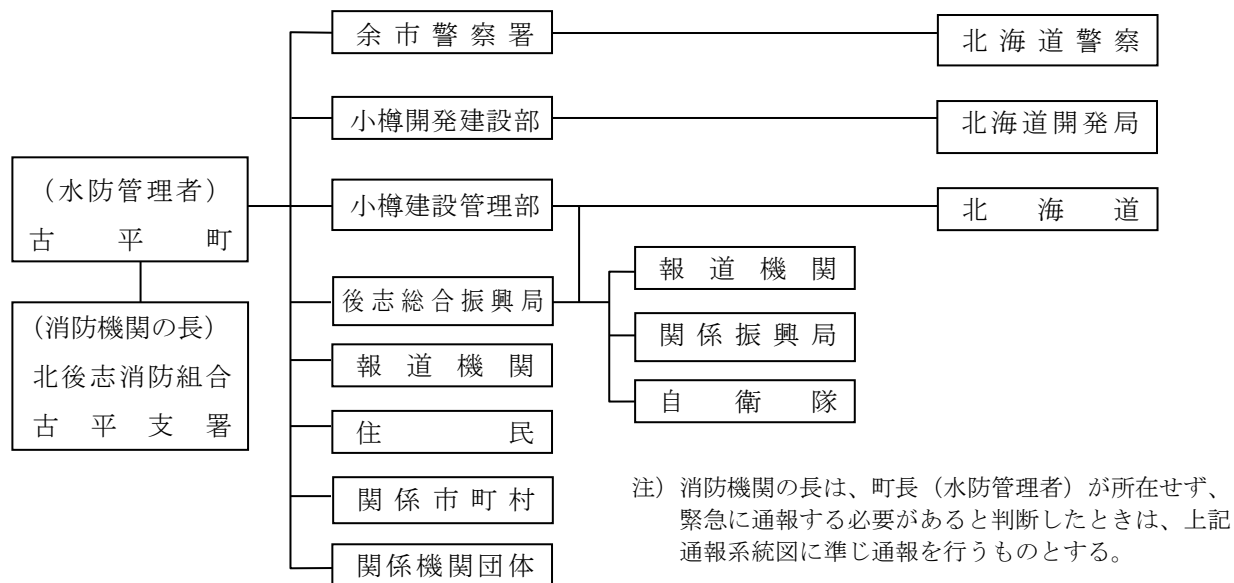 余市警察署
北海道警察
小樽開発建設部
北海道開発局
（水防管理者）
古平町
小樽建設管理部
北海道
報道機関
後志総合振興局
(消防機関の長)
北後志消防組合
古平支署
関係振興局
報道機関
自衛隊
住民
関係市町村
関係機関団体
注）消防機関の長は、町長（水防管理者）が所在せず、
緊急に通報する必要があると判断したときは、上記
通報系統図に準じ通報を行うものとする。